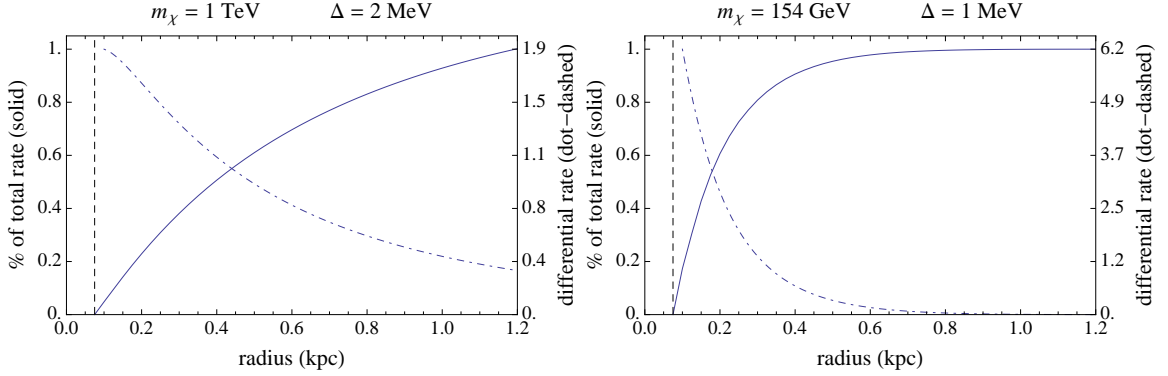 mχ = 1 TeV Δ = 2 MeV
% of total rate (solid)
1.
0.8
0.6
0.4
0.2
0.
1.9
1.5
1.1
0.8
0.4
0.
differential rate (dot−dashed)
0.0 0.2 0.4 0.6 0.8 1.0 1.2
radius (kpc)
mχ = 154 GeV Δ = 1 MeV
% of total rate (solid)
1.
0.8
0.6
0.4
0.2
0.
6.2
4.9
3.7
2.5
1.2
0.
differential rate (dot−dashed)
0.0 0.2 0.4 0.6 0.8 1.0 1.2
radius (kpc)